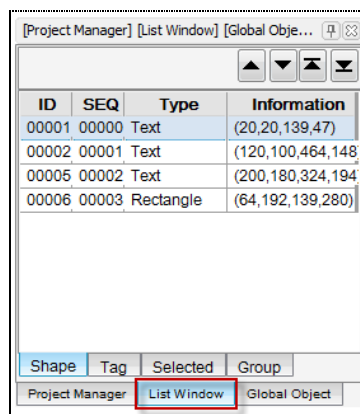 [Project Manager] [List Window] [Global Obje...
ID SEQ Type Information
00001 00000 Text (20,20,139,47)
00002 00001 Text (120,100,464,148)
00005 00002 Text (200,180,324,194)
00006 00003 Rectangle (64,192,139,280)
Shape Tag Selected Group
Project Manager List Window Global Object